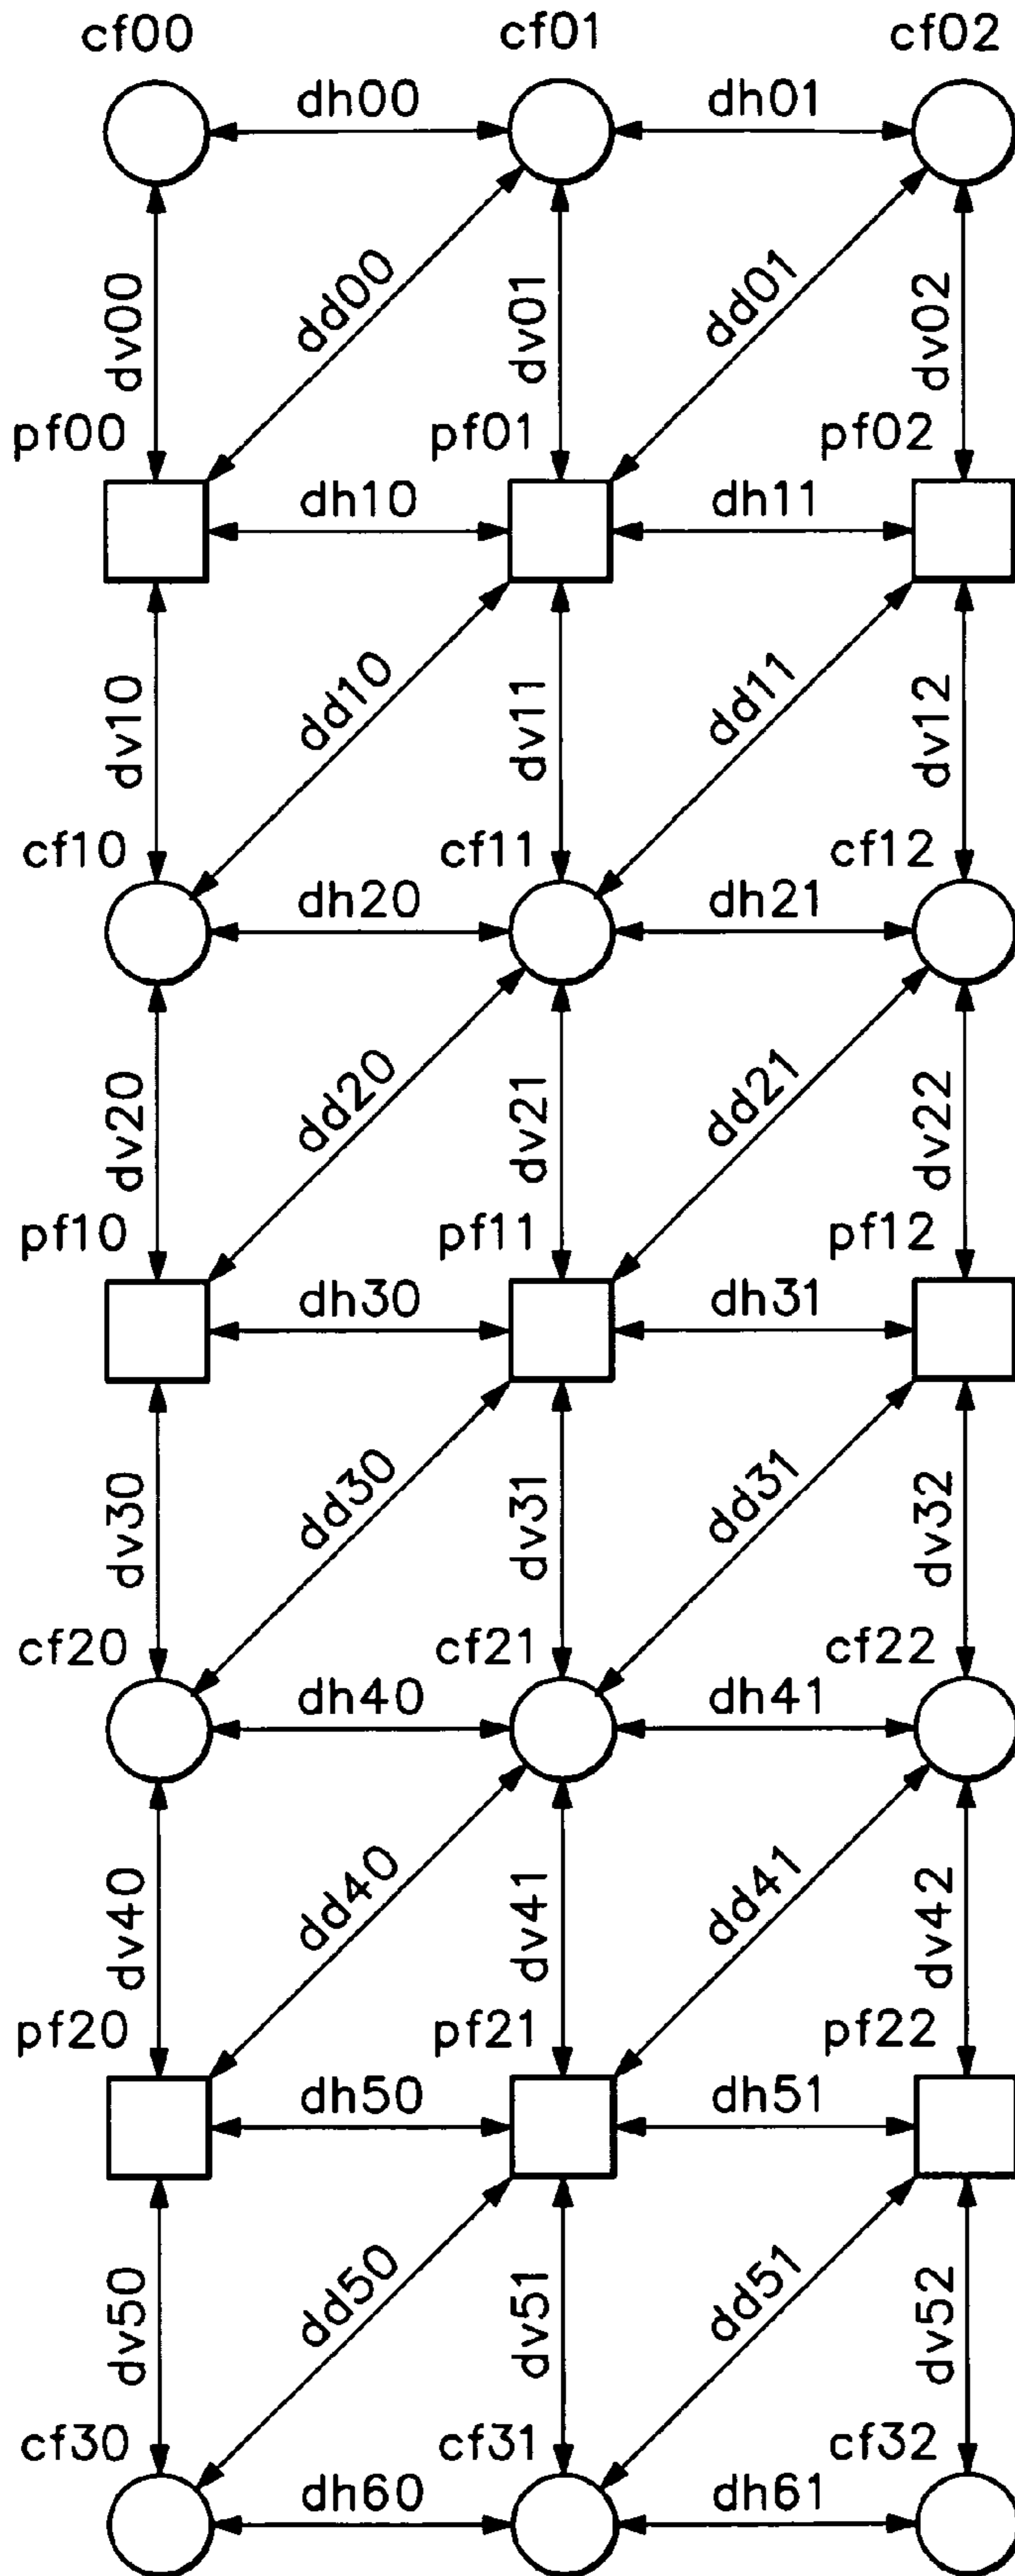 cf00 cf01 cf02
dh00 dh01
dv00 dd00 dv01 dd01 dv02
pf00 pf01 pf02
dh10 dh11
dv10 dd10 dv11 dd11 dv12
cf10 cf11 cf12
dh20 dh21
dv20 dd20 dv21 dd21 dv22
pf10 pf11 pf12
dh30 dh31
dv30 dd30 dv31 dd31 dv32
cf20 cf21 cf22
dh40 dh41
dv40 dd40 dv41 dd41 dv42
pf20 pf21 pf22
dh50 dh51
dv50 dd50 dv51 dd51 dv52
cf30 cf31 cf32
dh60 dh61